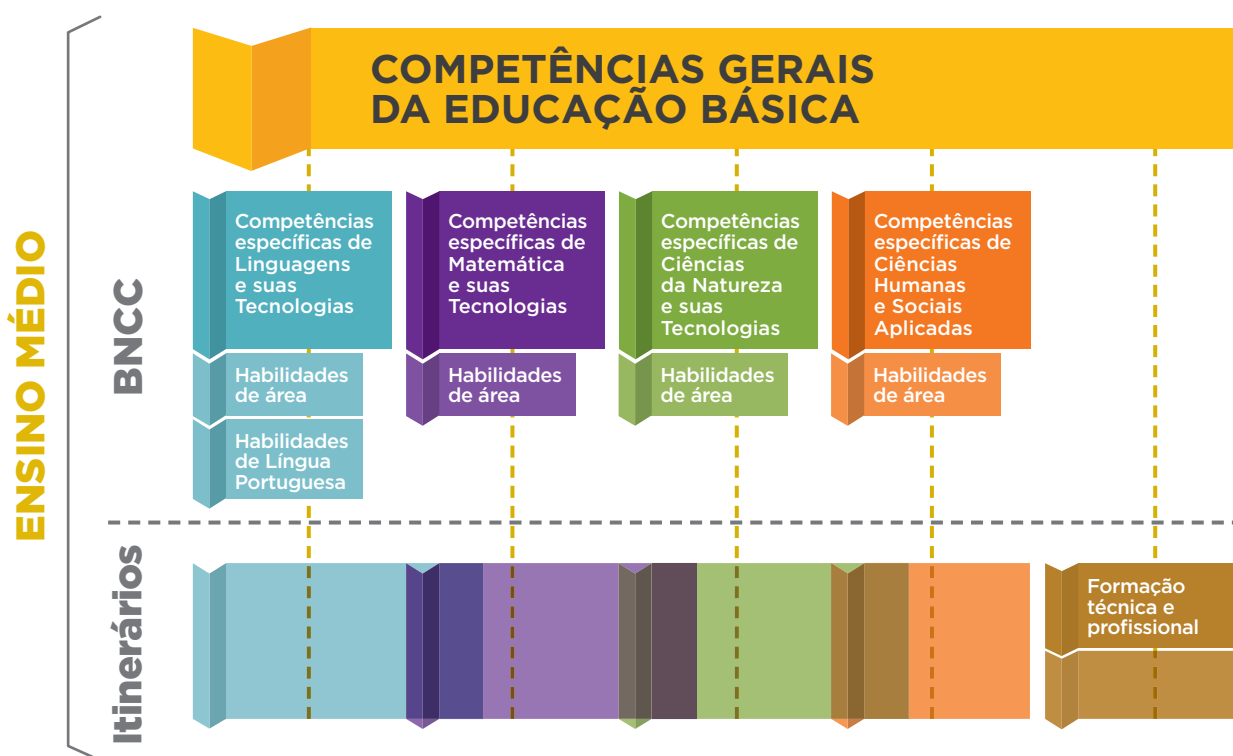 ENSINO MÉDIO
BNCC
COMPETÊNCIAS GERAIS
DA EDUCAÇÃO BÁSICA
Competências
específicas de
Linguagens
e suas
Tecnologias
Habilidades
de área
Habilidades
de Língua
Portuguesa
Competências
específicas de
Matemática
e suas
Tecnologias
Habilidades
de área
Competências
específicas de
Ciências
da Natureza
e suas
Tecnologias
Habilidades
de área
Competências
específicas de
Ciências
Humanas
e Sociais
Aplicadas
Habilidades
de área
Itinerários
Formação
técnica e
profissional